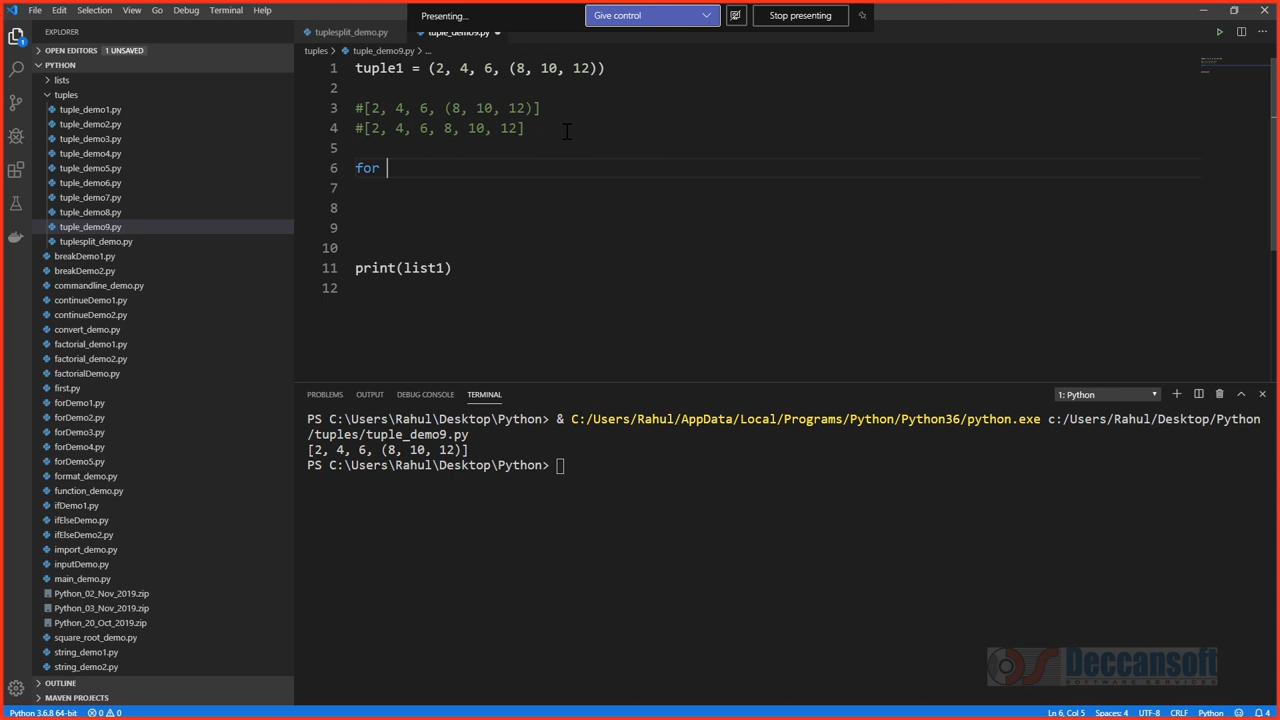 File Edit Selection View Go Debug Terminal Help
Presenting...
Give control
Stop presenting
EXPLORER
tuplesplit_demo.py
tuple_demo9.py
OPEN EDITORS 1 UNSAVED
tuples > tuple_demo9.py > ...
PYTHON
lists
tuples
tuple_demo1.py
tuple_demo2.py
tuple_demo3.py
tuple_demo4.py
tuple_demo5.py
tuple_demo6.py
tuple_demo7.py
tuple_demo8.py
tuple_demo9.py
tuplesplit_demo.py
breakDemo1.py
breakDemo2.py
commandline_demo.py
continueDemo1.py
continueDemo2.py
convert_demo.py
factorial_demo1.py
factorial_demo2.py
factorialDemo.py
first.py
forDemo1.py
forDemo2.py
forDemo3.py
forDemo4.py
forDemo5.py
format_demo.py
function_demo.py
ifDemo1.py
ifElseDemo.py
ifElseDemo2.py
import_demo.py
inputDemo.py
main_demo.py
Python_02_Nov_2019.zip
Python_03_Nov_2019.zip
Python_20_Oct_2019.zip
square_root_demo.py
string_demo1.py
string_demo2.py
OUTLINE
MAVEN PROJECTS
1 tuple1 = (2, 4, 6, (8, 10, 12))
2
3 #[2, 4, 6, (8, 10, 12)]
4 #[2, 4, 6, 8, 10, 12]
5
6 for
7
8
9
10
11 print(list1)
12
PROBLEMS OUTPUT DEBUG CONSOLE TERMINAL
1: Python
PS C:\Users\Rahul\Desktop\Python> & C:/Users/Rahul/AppData/Local/Programs/Python/Python36/python.exe c:/Users/Rahul/Desktop/Python
/tuples/tuple_demo9.py
[2, 4, 6, (8, 10, 12)]
PS C:\Users\Rahul\Desktop\Python>
Deccansoft
SOFTWARE SERVICES
Python 3.6.8 64-bit 0 0
Ln 6, Col 5 Spaces: 4 UTF-8 CRLF Python 4